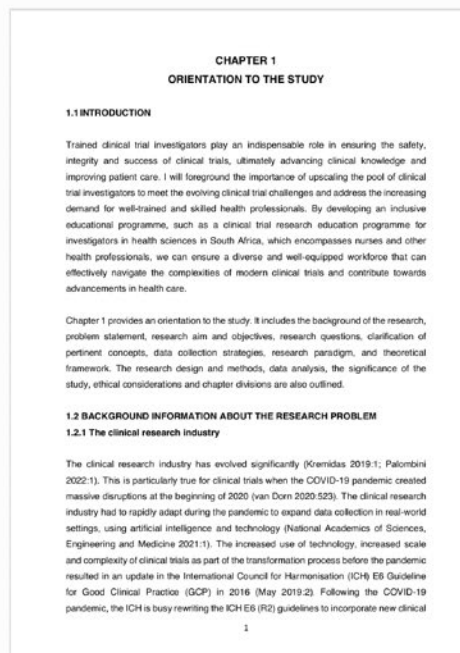 CHAPTER 1
ORIENTATION TO THE STUDY
1.1 INTRODUCTION
Trained clinical trial investigators play an indispensable role in ensuring the safety,
integrity and success of clinical trials, ultimately advancing clinical knowledge and
improving patient care. I will foreground the importance of upscaling the pool of clinical
trial investigators to meet the evolving clinical trial challenges and address the increasing
demand for well-trained and skilled health professionals. By developing an inclusive
educational programme, such as a clinical trial research education programme for
investigators in health sciences in South Africa, which encompasses nurses and other
health professionals, we can ensure a diverse and well-equipped workforce that can
effectively navigate the complexities of modern clinical trials and contribute towards
advancements in health care.
Chapter 1 provides an orientation to the study. It includes the background of the research,
problem statement, research aim and objectives, research questions, clarification of
pertinent concepts, data collection strategies, research paradigm, and theoretical
framework. The research design and methods, data analysis, the significance of the
study, ethical considerations and chapter divisions are also outlined.
1.2 BACKGROUND INFORMATION ABOUT THE RESEARCH PROBLEM
1.2.1 The clinical research industry
The clinical research industry has evolved significantly (Kremidas 2019:1; Palombini
2022:1). This is particularly true for clinical trials when the COVID-19 pandemic created
massive disruptions at the beginning of 2020 (van Dorn 2020:523). The clinical research
industry had to rapidly adapt during the pandemic to expand data collection in real-world
settings, using artificial intelligence and technology (National Academics of Sciences,
Engineering and Medicine 2021:1). The increased use of technology, increased scale
and complexity of clinical trials as part of the transformation process before the pandemic
resulted in an update in the International Council for Harmonisation (ICH) E6 Guideline
for Good Clinical Practice (GCP) in 2016 (May 2019:2). Following the COVID-19
pandemic, the ICH is busy rewriting the ICH E6 (R2) guidelines to incorporate new clinical
1